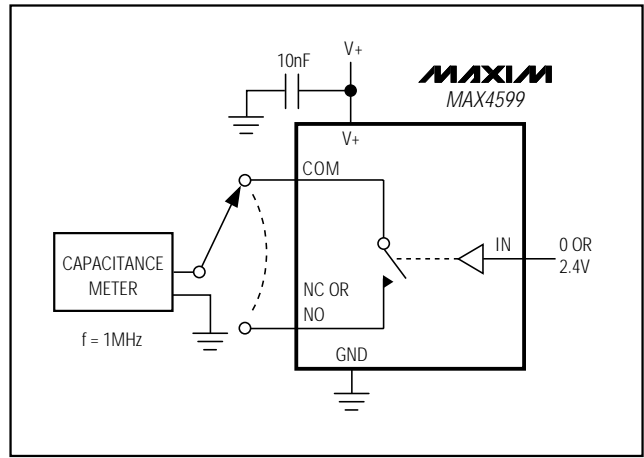 10nF
V+
MAXIM
MAX4599
V+
COM
IN
0 OR
2.4V
CAPACITANCE
METER
NC OR
NO
f = 1MHz
GND